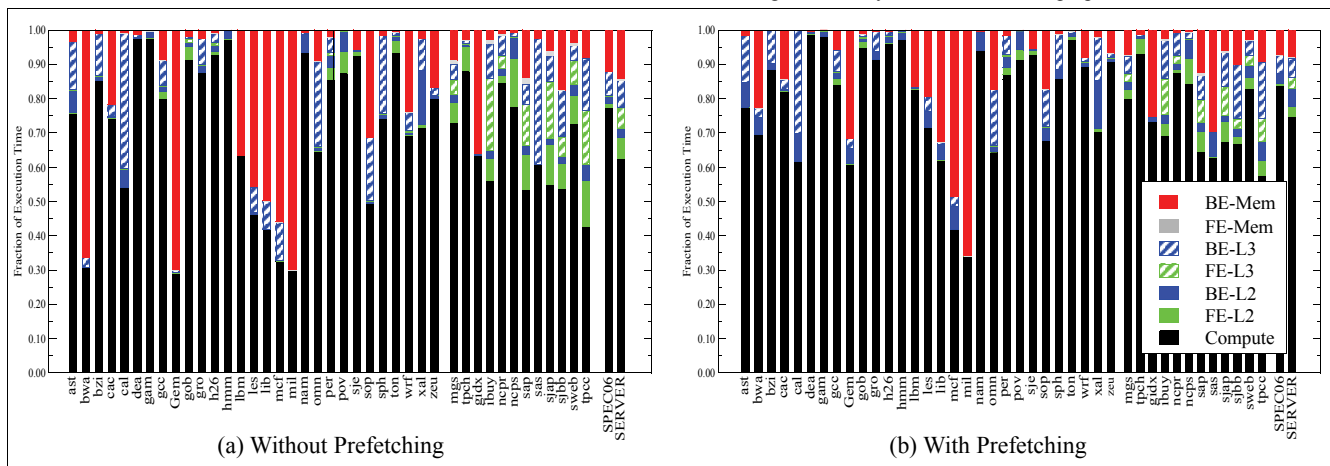 1.00
0.90
0.80
0.70
0.60
0.50
0.40
0.30
0.20
0.10
0.00
Fraction of Execution Time
ast bwa bzi cac cal dea gam gcc Gem gob gro h26 hmm lbm les lib mcf mil nam omn per pov sje sop sph ton wrf xal zeu mgs tpch gidx ibuy ncpr ncps sap sas sjap sjbb sweb tpcc SPEC06 SERVER
(a) Without Prefetching
1.00
0.90
0.80
0.70
0.60
0.50
0.40
0.30
0.20
0.10
0.00
Fraction of Execution Time
BE-Mem
FE-Mem
BE-L3
FE-L3
BE-L2
FE-L2
Compute
ast bwa bzi cac cal dea gam gcc Gem gob gro h26 hmm lbm les lib mcf mil nam omn per pov sje sop sph ton wrf xal zeu mgs tpch gidx ibuy ncpr ncps sap sas sjap sjbb sweb tpcc SPEC06 SERVER
(b) With Prefetching